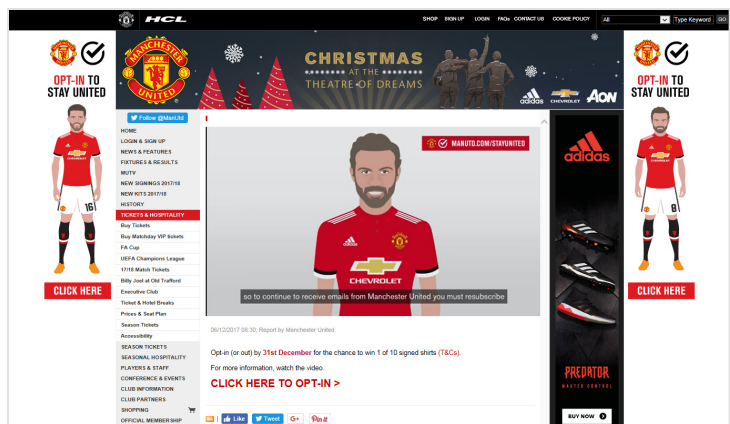 HCL
SHOP SIGN UP LOGIN FAQs CONTACT US COOKIE POLICY All Type Keyword GO
OPT-IN TO
STAY UNITED
16
CLICK HERE
MANCHESTER
UNITED
CHRISTMAS
AT THE
THEATRE OF DREAMS
adidas CHEVROLET AON
OPT-IN TO
STAY UNITED
8
CLICK HERE
Follow @ManUtd
HOME
LOGIN & SIGN UP
NEWS & FEATURES
FIXTURES & RESULTS
MUTV
NEW SIGNINGS 2017/18
NEW KITS 2017/18
HISTORY
TICKETS & HOSPITALITY
Buy Tickets
Buy Matchday VIP tickets
FA Cup
UEFA Champions League
17/18 Match Tickets
Billy Joel at Old Trafford
Executive Club
Ticket & Hotel Breaks
Prices & Seat Plan
Season Tickets
Accessibility
SEASON TICKETS
SEASONAL HOSPITALITY
PLAYERS & STAFF
CONFERENCE & EVENTS
CLUB INFORMATION
CLUB PARTNERS
SHOPPING
OFFICIAL MEMBERSHIP
MANUTD.COM/STAYUNITED
CHEVROLET
so to continue to receive emails from Manchester United you must resubscribe
06/12/2017 08:30, Report by Manchester United
Opt-in (or out) by 31st December for the chance to win 1 of 10 signed shirts (T&Cs).
For more information, watch the video.
CLICK HERE TO OPT-IN >
Like Tweet G+ Pin it
adidas
PREDATOR
MASTER CONTROL
BUY NOW